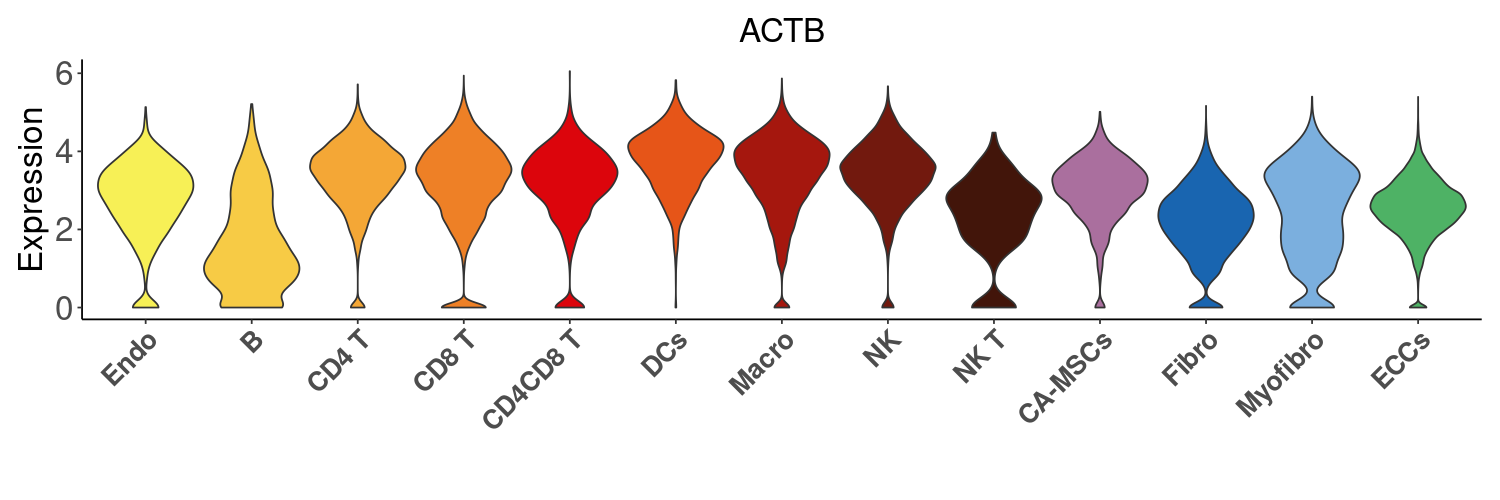 ACTB
Expression
6
4
2
0
Endo
B
CD4 T
CD8 T
CD4CD8 T
DCs
Macro
NK
NK T
CA-MSCs
Fibro
Myofibro
ECCs